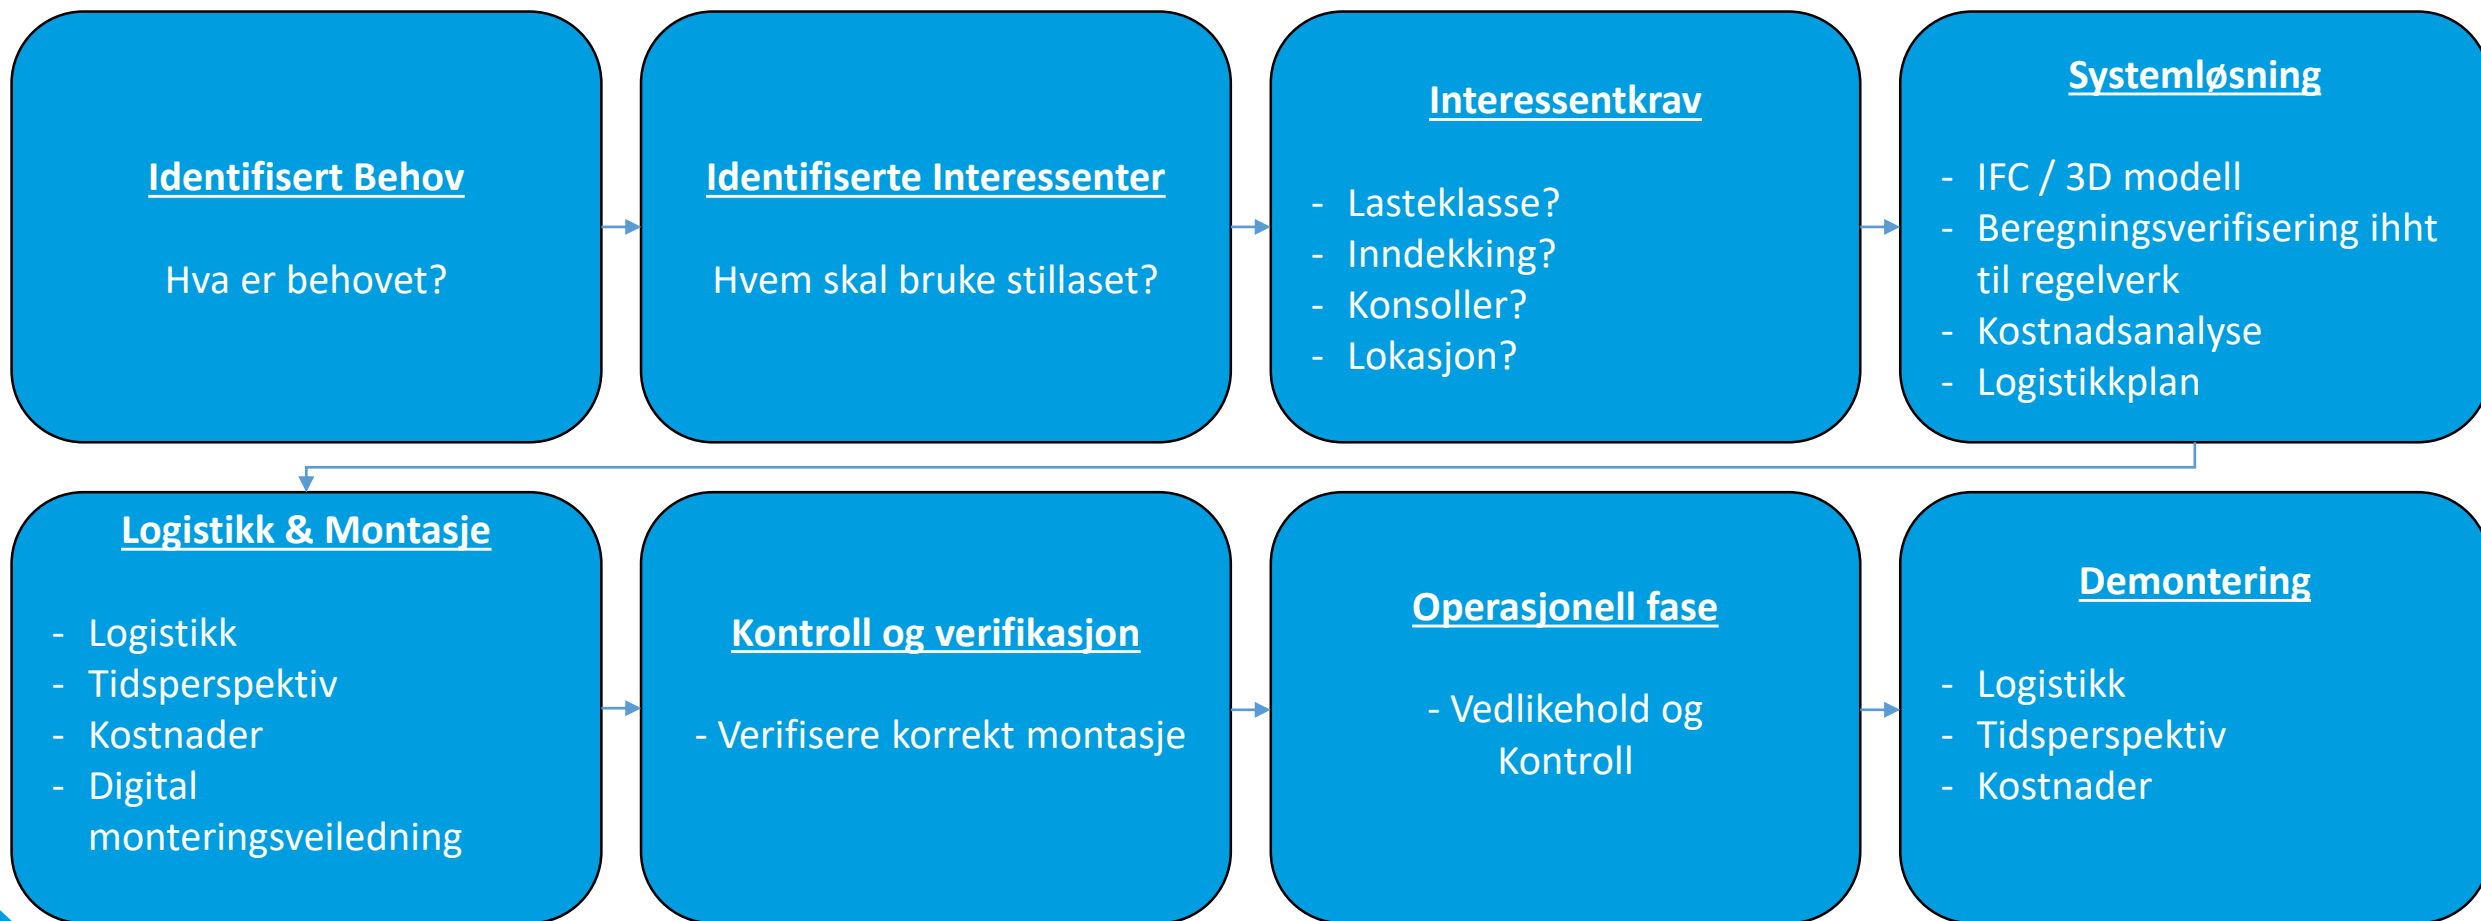 Identifisert Behov
Hva er behovet?
Identifiserte Interessenter
Hvem skal bruke stillaset?
Interessentkrav
- Lasteklasse?
- Inndekking?
- Konsoller?
- Lokasjon?
Systemløsning
- IFC / 3D modell
- Beregningsverifisering ihht
til regelverk
- Kostnadsanalyse
- Logistikkplan
Logistikk & Montasje
- Logistikk
- Tidsperspektiv
- Kostnader
- Digital
monteringsveiledning
Kontroll og verifikasjon
- Verifisere korrekt montasje
Operasjonell fase
- Vedlikehold og
Kontroll
Demontering
- Logistikk
- Tidsperspektiv
- Kostnader